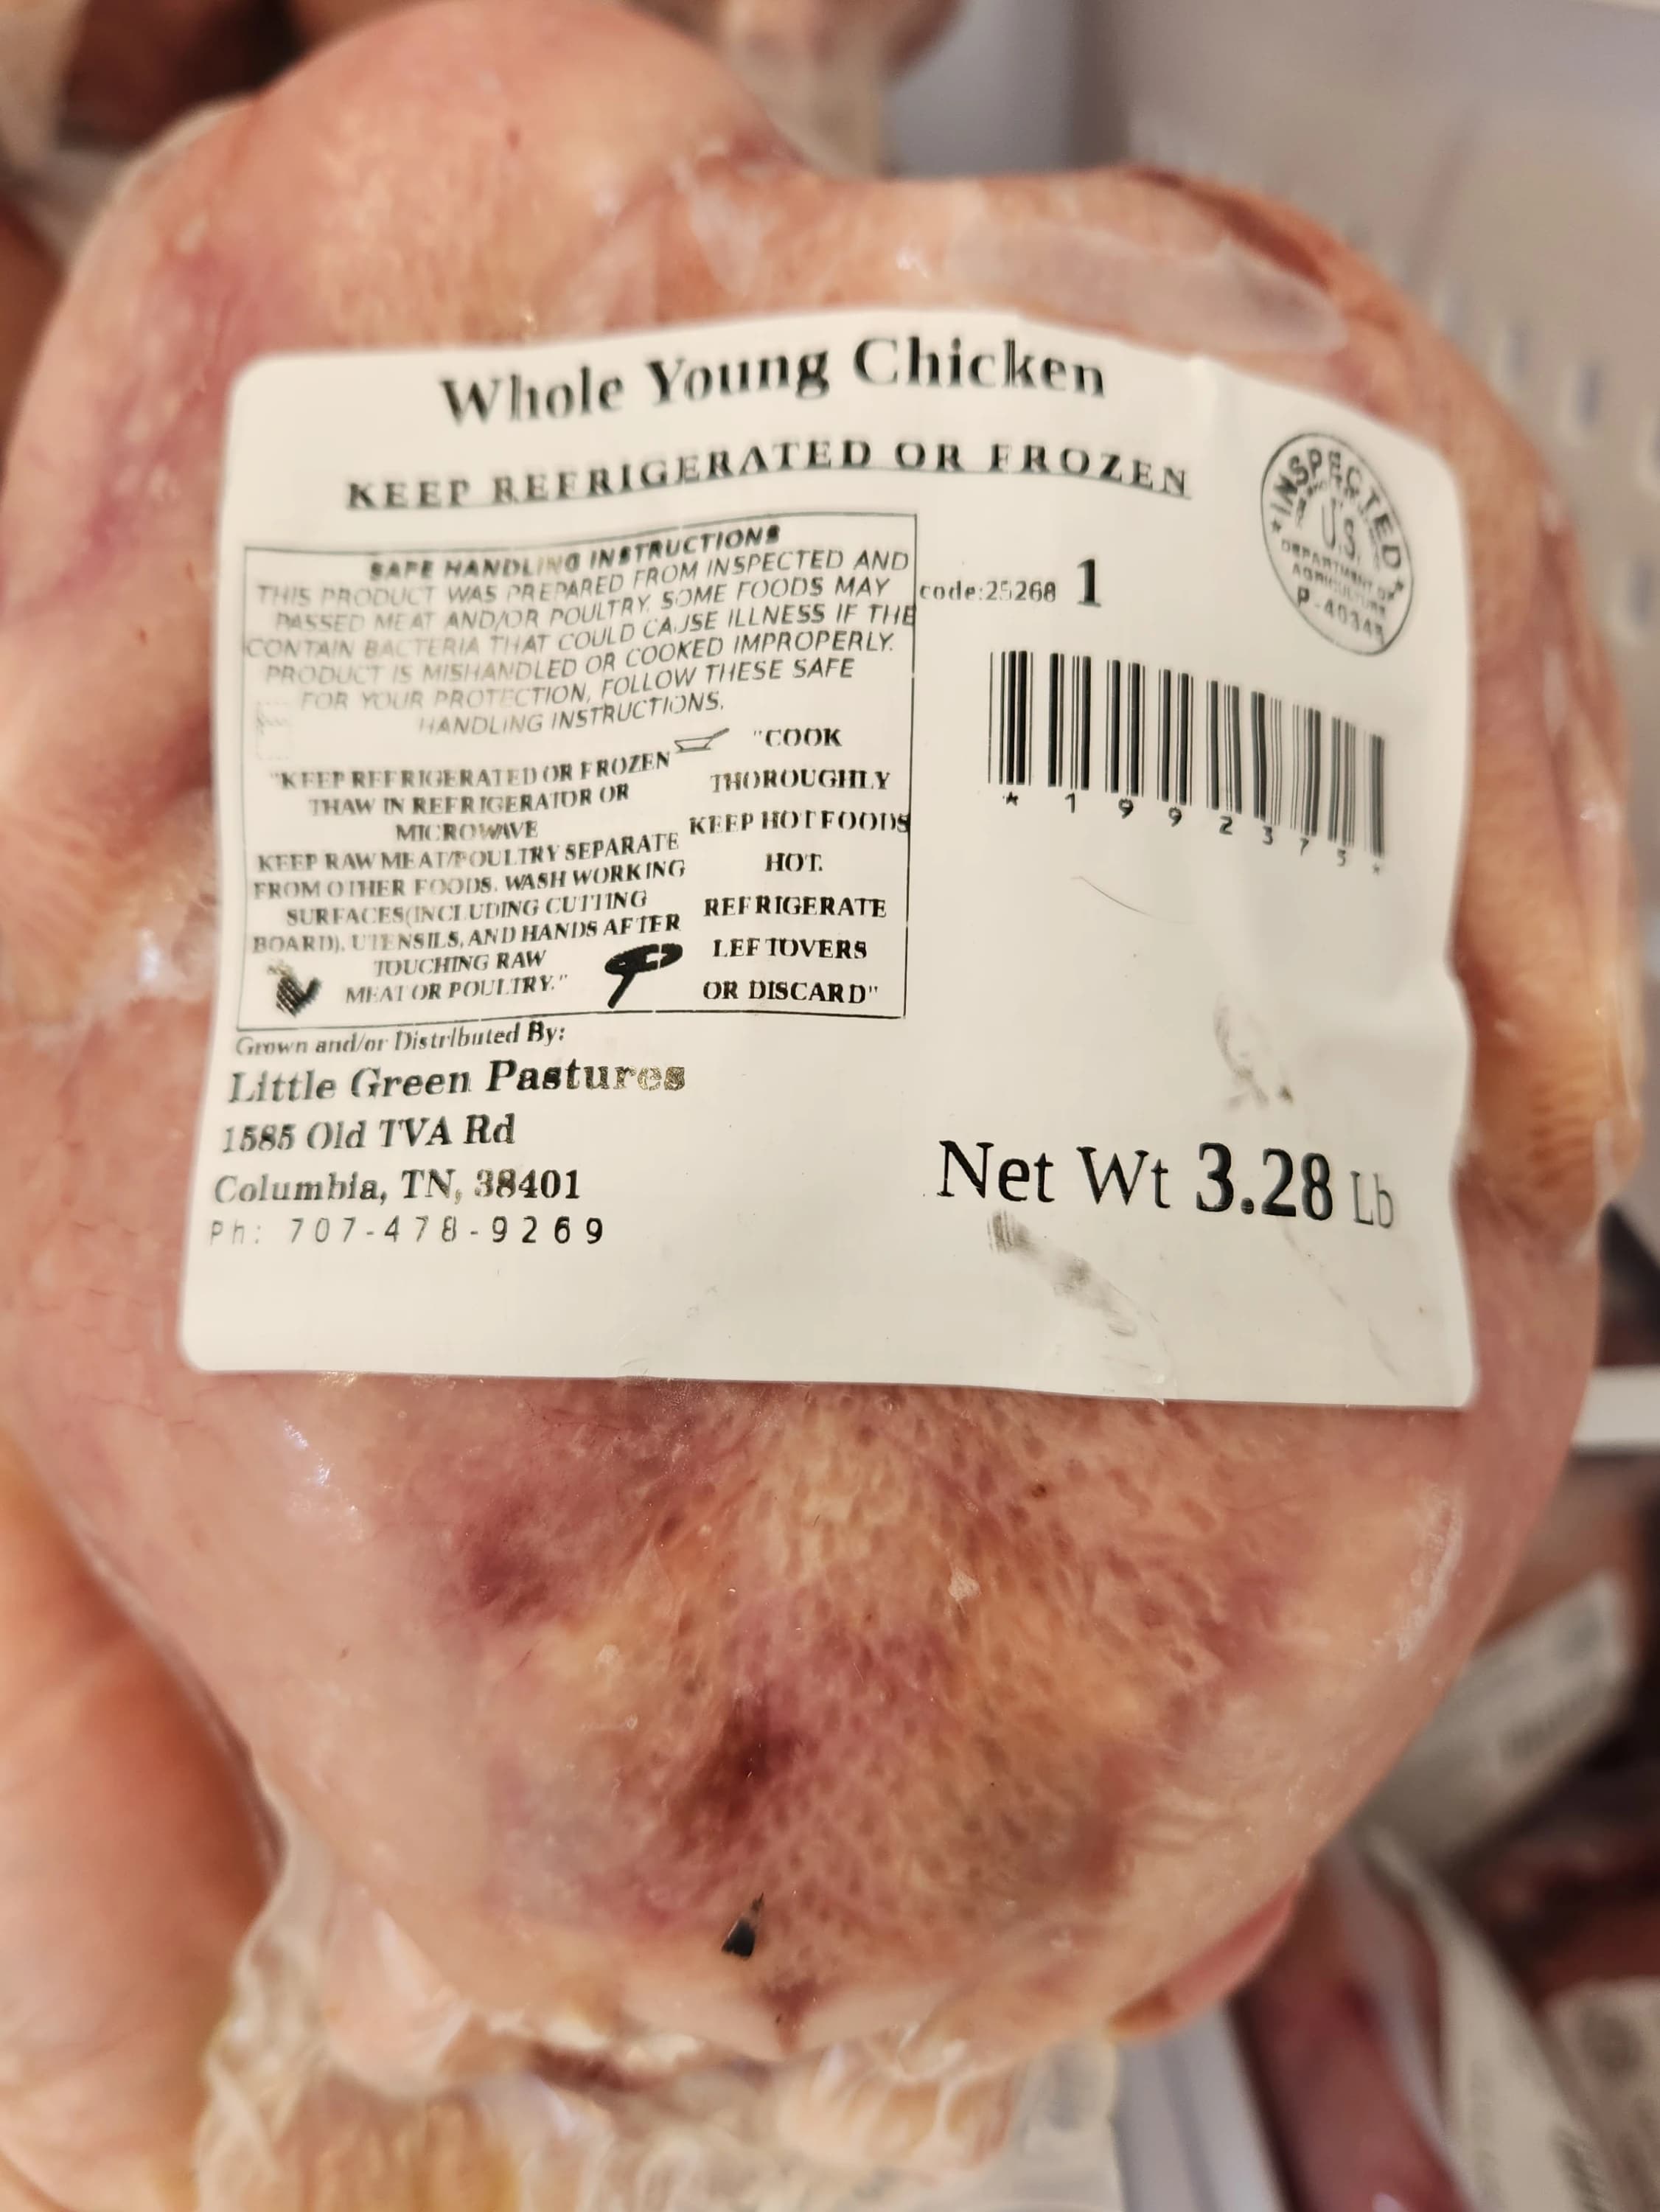 Whole Young Chicken
KEEP REFRIGERATED OR FROZEN
SAFE HANDLING INSTRUCTIONS
THIS PRODUCT WAS PREPARED FROM INSPECTED AND
PASSED MEAT AND/OR POULTRY. SOME FOODS MAY
CONTAIN BACTERIA THAT COULD CAUSE ILLNESS IF THE
PRODUCT IS MISHANDLED OR COOKED IMPROPERLY.
FOR YOUR PROTECTION, FOLLOW THESE SAFE
HANDLING INSTRUCTIONS.
"KEEP REFRIGERATED OR FROZEN
THAW IN REFRIGERATOR OR
MICROWAVE
KEEP RAW MEAT/POULTRY SEPARATE
FROM OTHER FOODS. WASH WORKING
SURFACES(INCLUDING CUTTING
BOARD), UTENSILS, AND HANDS AFTER
TOUCHING RAW
MEAT OR POULTRY."
"COOK
THOROUGHLY
KEEP HOT FOODS
HOT.
REFRIGERATE
LEFTOVERS
OR DISCARD"
code:25268 1
INSPECTED
U.S.
DEPARTMENT OF
AGRICULTURE
P-40345
* 1 9 9 2 3 7 5 *
Grown and/or Distributed By:
Little Green Pastures
1585 Old TVA Rd
Columbia, TN, 38401
Ph: 707-478-9269
Net Wt 3.28 Lb